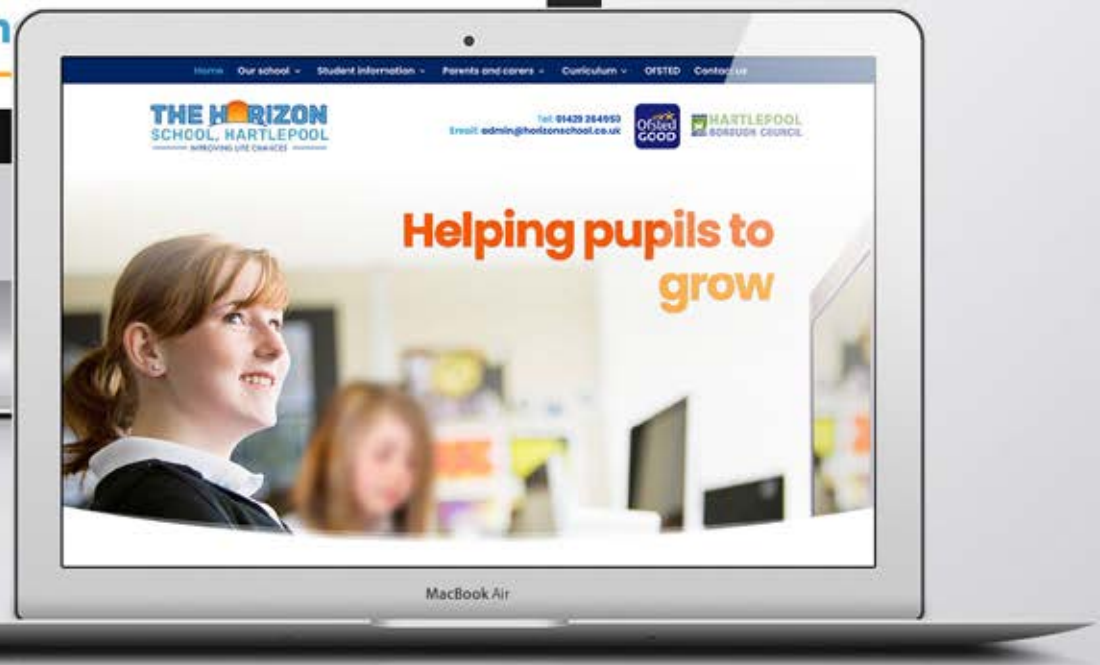 Home Our school Student information Parents and carers Curriculum OfSTED Contact us
THE HORIZON
SCHOOL, HARTLEPOOL
IMPROVING LIFE CHANCES
Tel: 01429 264950
Email: admin@horizonschool.co.uk
Ofsted
GOOD
HARTLEPOOL
BOROUGH COUNCIL
Helping pupils to
grow
MacBook Air